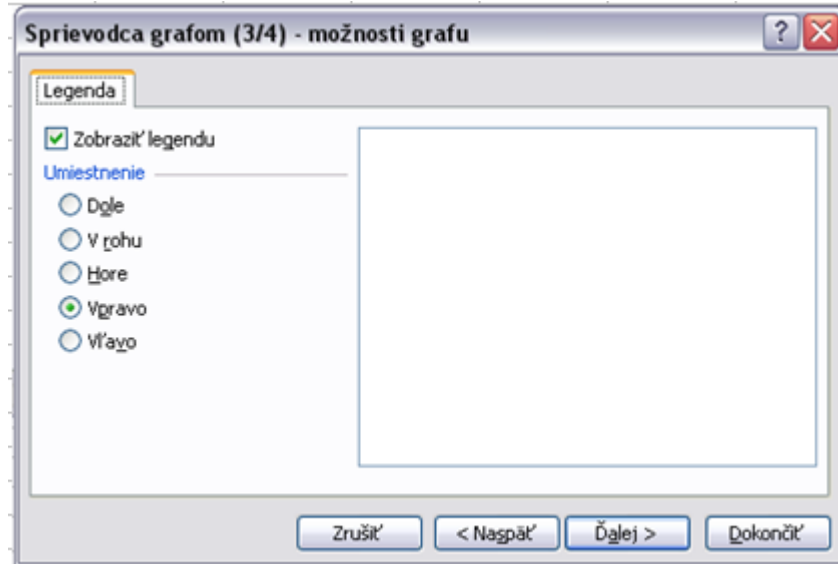 Sprievodca grafom (3/4) - možnosti grafu
Legenda
Zobraziť legendu
Umiestnenie
Dole
V rohu
Hore
Vpravo
Vľavo
Zrušiť
< Naspäť
Ďalej >
Dokončiť